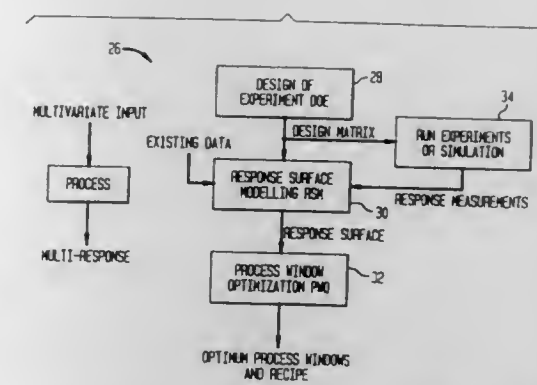 26
DESIGN OF
EXPERIMENT DOE
28
34
MULTIVARIATE INPUT
DESIGN MATRIX
RUN EXPERIMENTS
OR SIMULATION
EXISTING DATA
PROCESS
RESPONSE SURFACE
MODELLING RSM
30
RESPONSE MEASUREMENTS
MULTI-RESPONSE
RESPONSE SURFACE
PROCESS WINDOW
OPTIMIZATION PWO
32
OPTIMUM PROCESS WINDOWS
AND RECIPE